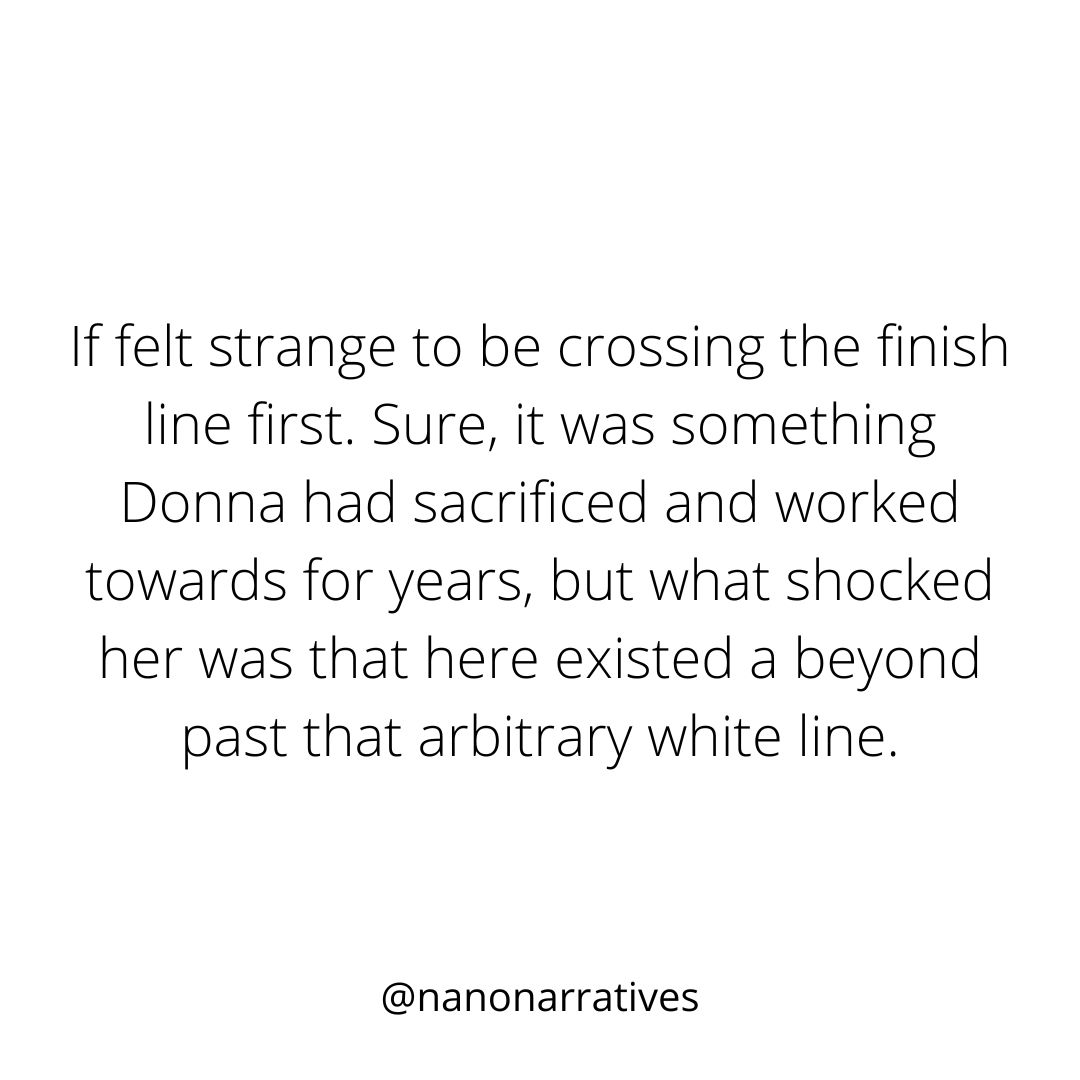 If felt strange to be crossing the finish
line first. Sure, it was something
Donna had sacrificed and worked
towards for years, but what shocked
her was that here existed a beyond
past that arbitrary white line.
@nanonarratives